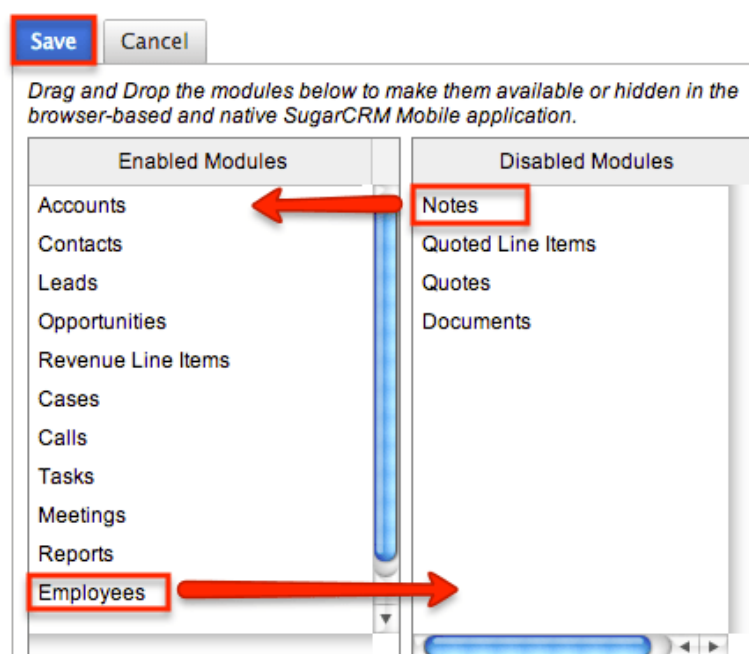 Save Cancel
Drag and Drop the modules below to make them available or hidden in the
browser-based and native SugarCRM Mobile application.
Enabled Modules
Accounts
Contacts
Leads
Opportunities
Revenue Line Items
Cases
Calls
Tasks
Meetings
Reports
Employees
Disabled Modules
Notes
Quoted Line Items
Quotes
Documents